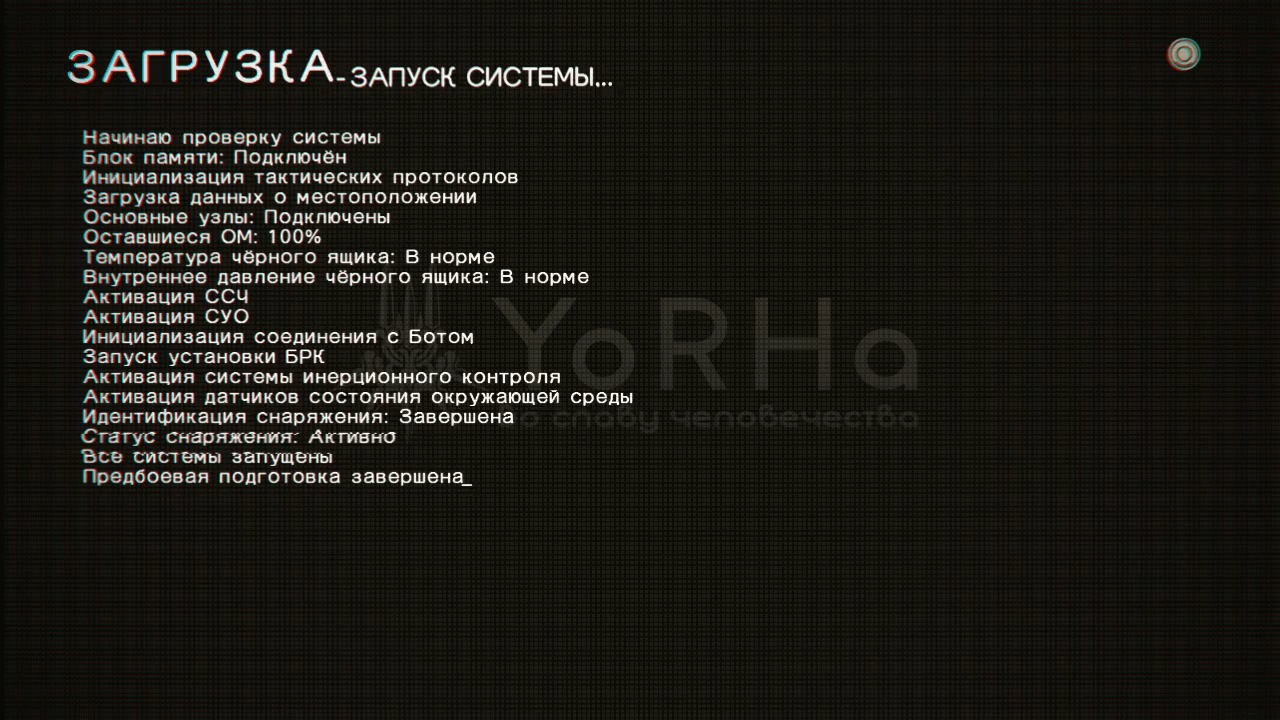 ЗАГРУЗКА - ЗАПУСК СИСТЕМЫ...
Начинаю проверку системы
Блок памяти: Подключён
Инициализация тактических протоколов
Загрузка данных о местоположении
Основные узлы: Подключены
Оставшиеся ОМ: 100%
Температура чёрного ящика: В норме
Внутреннее давление чёрного ящика: В норме
Активация ССЧ
Активация СУО
Инициализация соединения с Ботом
Запуск установки БРК
Активация системы инерционного контроля
Активация датчиков состояния окружающей среды
Идентификация снаряжения: Завершена
Статус снаряжения: Активно
Все системы запущены
Предбоевая подготовка завершена_
YoRHa
о славу человечества